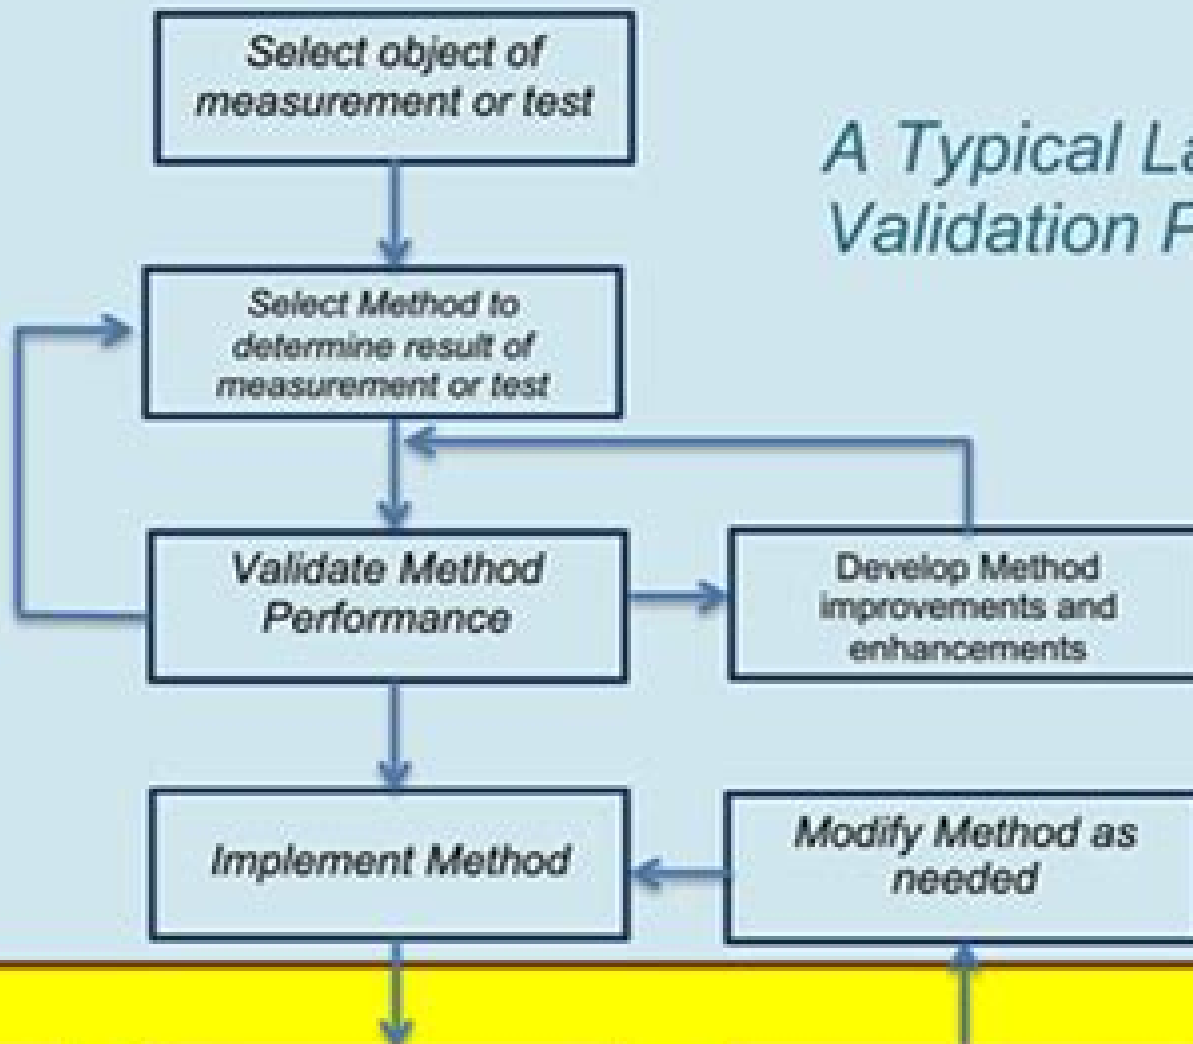 Select object of
measurement or test
A Typical La
Validation P
Select Method to
determine result of
measurement or test
Validate Method
Performance
Develop Method
improvements and
enhancements
Implement Method
Modify Method as
needed